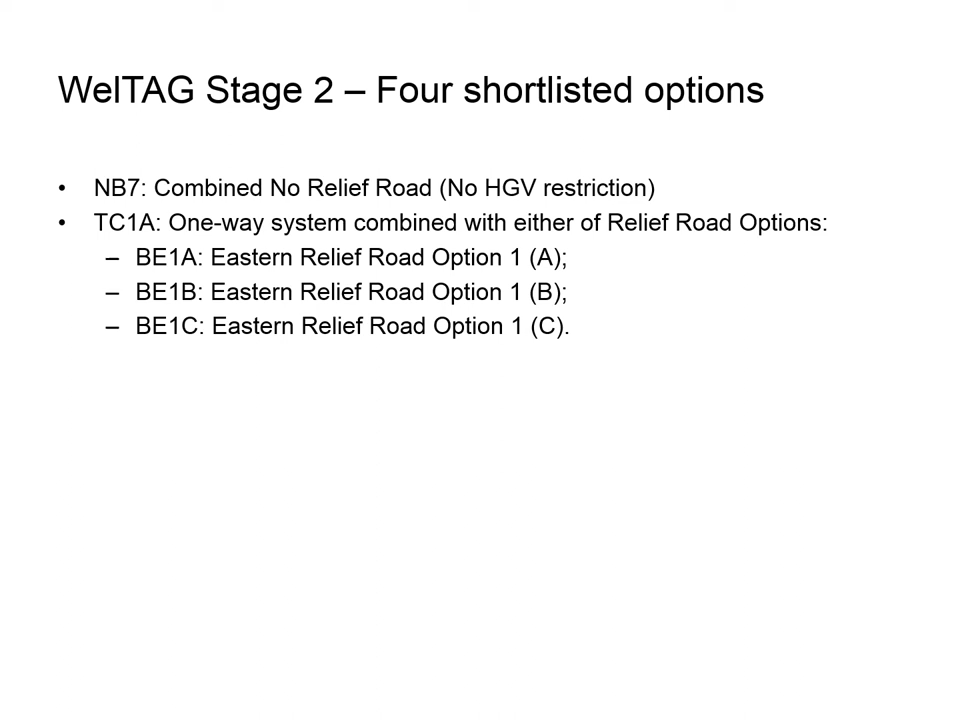 WelTAG Stage 2 – Four shortlisted options
• NB7: Combined No Relief Road (No HGV restriction)
• TC1A: One-way system combined with either of Relief Road Options:
– BE1A: Eastern Relief Road Option 1 (A);
– BE1B: Eastern Relief Road Option 1 (B);
– BE1C: Eastern Relief Road Option 1 (C).